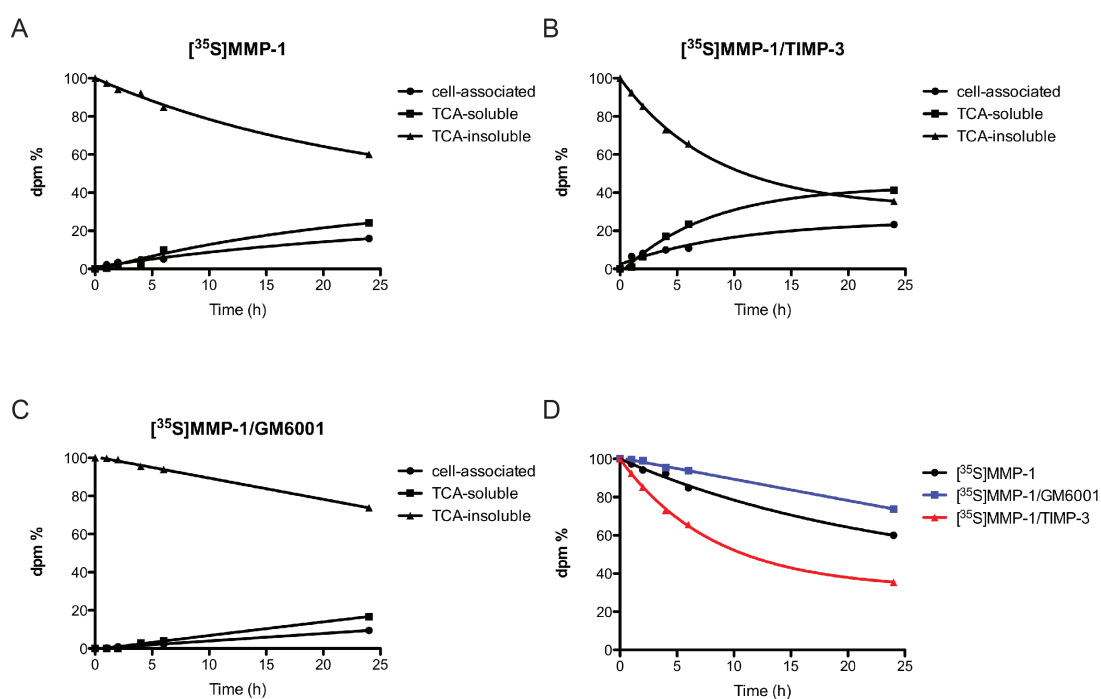 A
[³⁵S]MMP-1
100
80
60
40
20
0
dpm %
0 5 10 15 20 25
Time (h)
cell-associated
TCA-soluble
TCA-insoluble
B
[³⁵S]MMP-1/TIMP-3
100
80
60
40
20
0
dpm %
0 5 10 15 20 25
Time (h)
cell-associated
TCA-soluble
TCA-insoluble
C
[³⁵S]MMP-1/GM6001
100
80
60
40
20
0
dpm %
0 5 10 15 20 25
Time (h)
cell-associated
TCA-soluble
TCA-insoluble
D
100
80
60
40
20
0
dpm %
0 5 10 15 20 25
Time (h)
[³⁵S]MMP-1
[³⁵S]MMP-1/GM6001
[³⁵S]MMP-1/TIMP-3